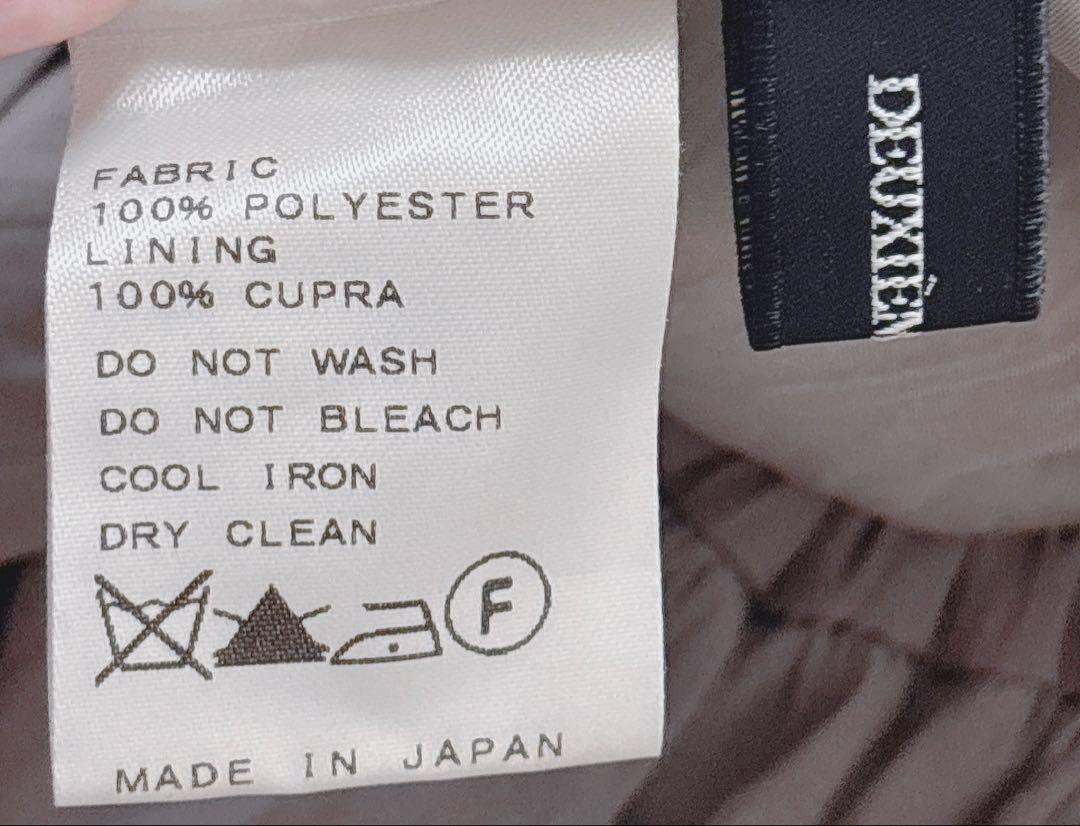 FABRIC
100% POLYESTER
LINING
100% CUPRA
DO NOT WASH
DO NOT BLEACH
COOL IRON
DRY CLEAN
F
MADE IN JAPAN
DEUXIÈM